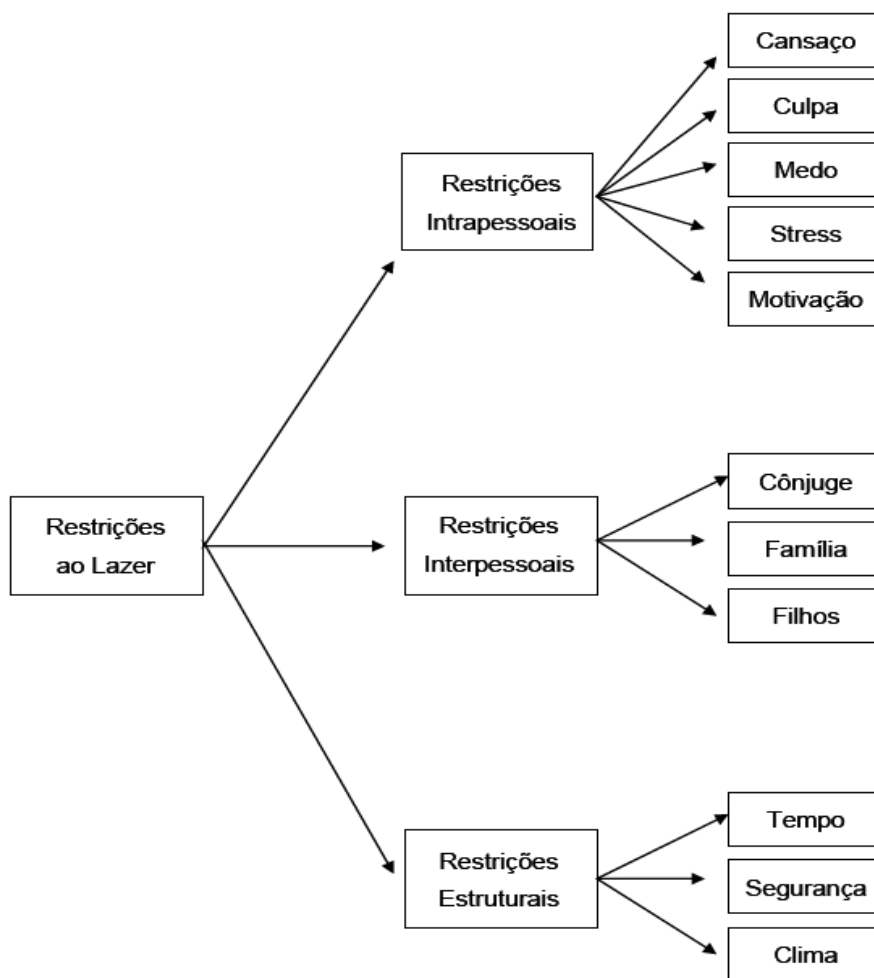 Restrições
ao Lazer
Restrições
Intrapessoais
Cansaço
Culpa
Medo
Stress
Motivação
Restrições
Interpessoais
Cônjuge
Família
Filhos
Restrições
Estruturais
Tempo
Segurança
Clima